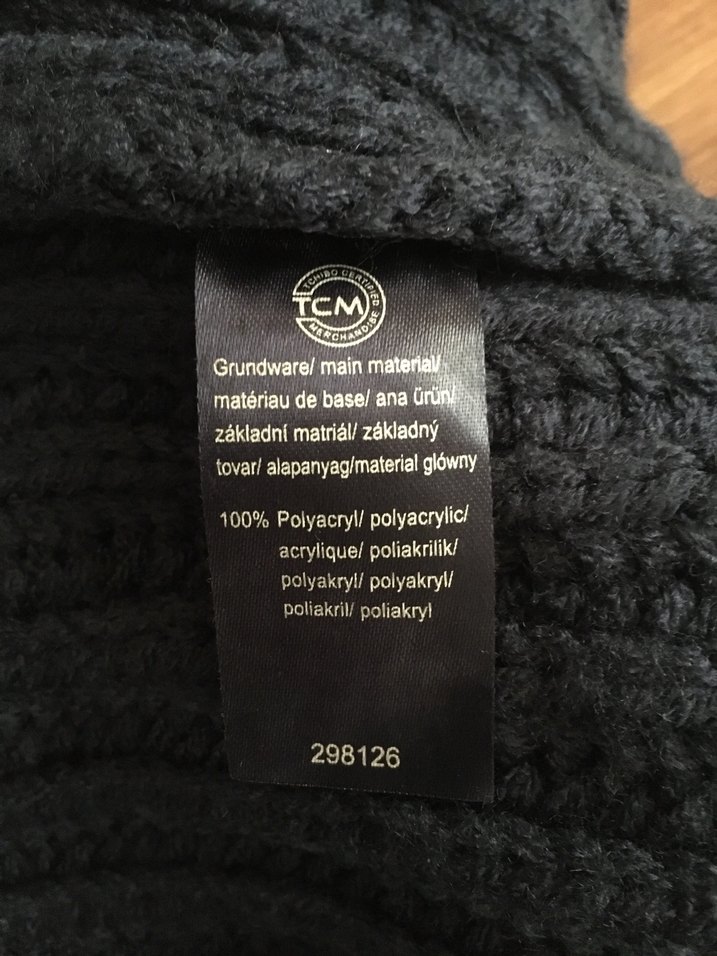 TCHIBO CERTIFIED
TCM
MERCHANDISE
Grundware/ main material/
matériau de base/ ana ürün/
základní matriál/ základný
tovar/ alapanyag/material glówny
100% Polyacryl/ polyacrylic/
acrylique/ poliakrilik/
polyakryl/ polyakryl/
poliakril/ poliakryl
298126